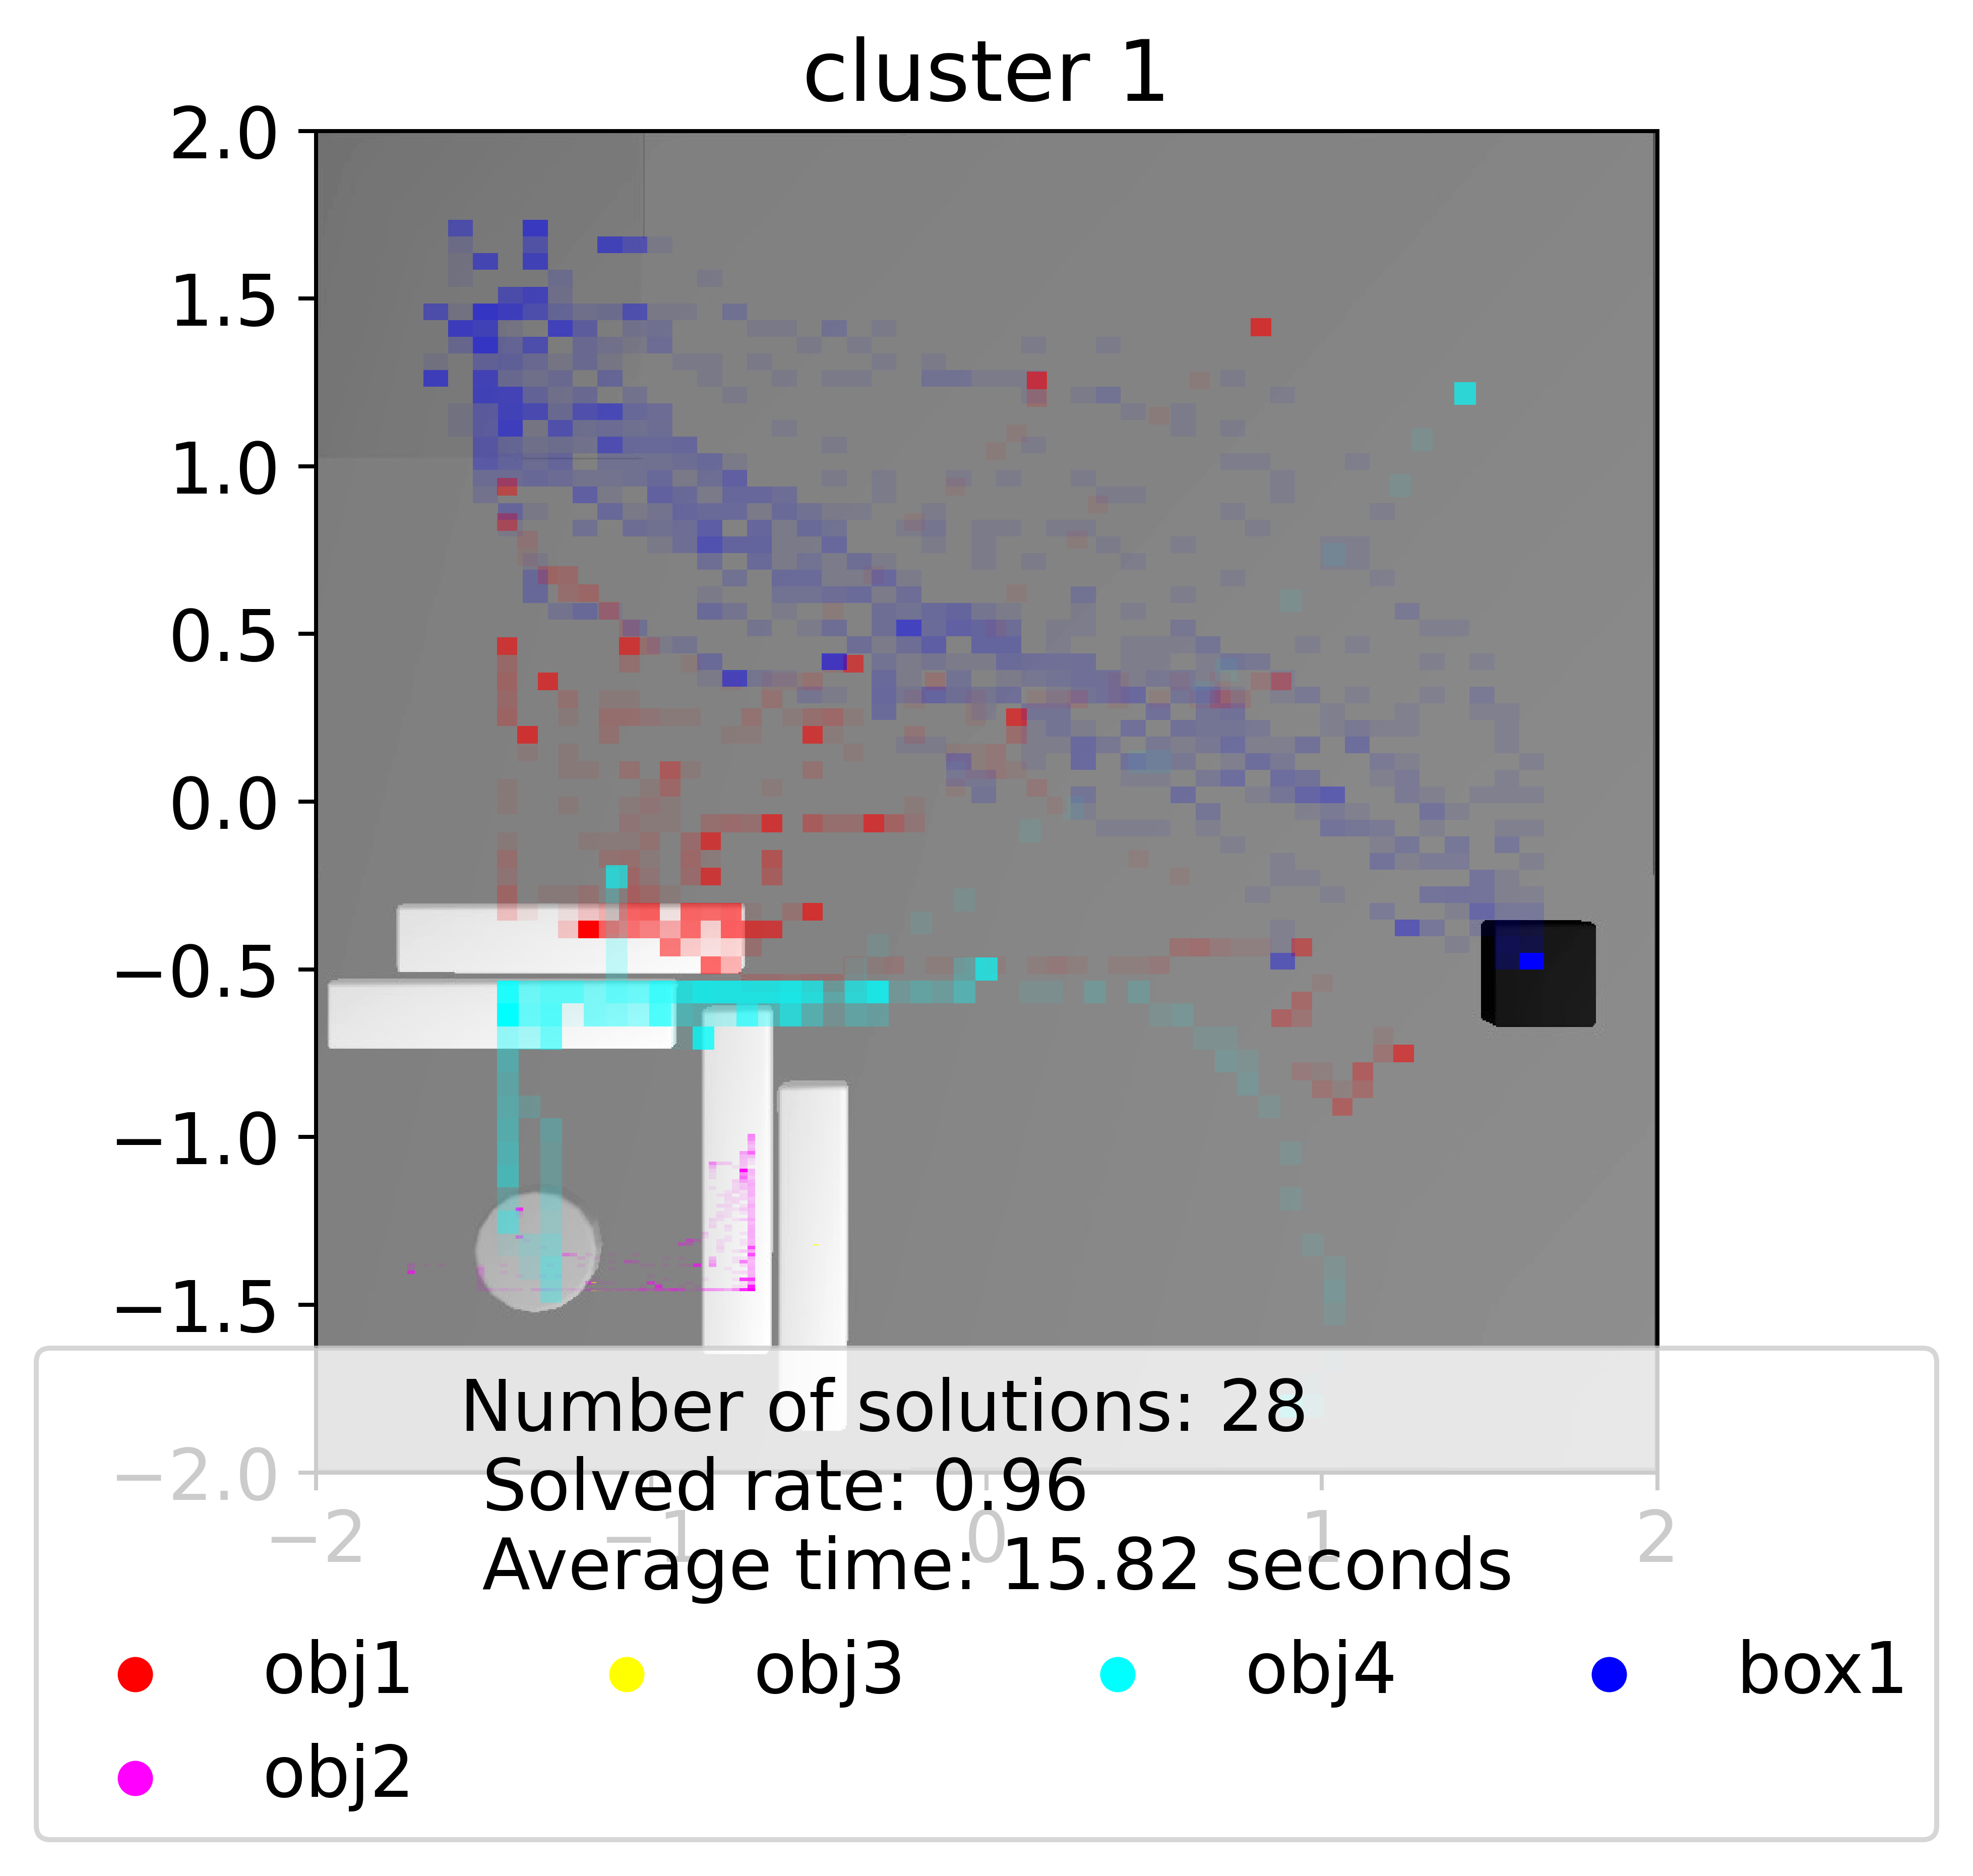 cluster 1
2.0
1.5
1.0
0.5
0.0
−0.5
−1.0
−1.5
−2.0
−2 −1 0 1 2
Number of solutions: 28
Solved rate: 0.96
Average time: 15.82 seconds
obj1 obj3 obj4 box1
obj2